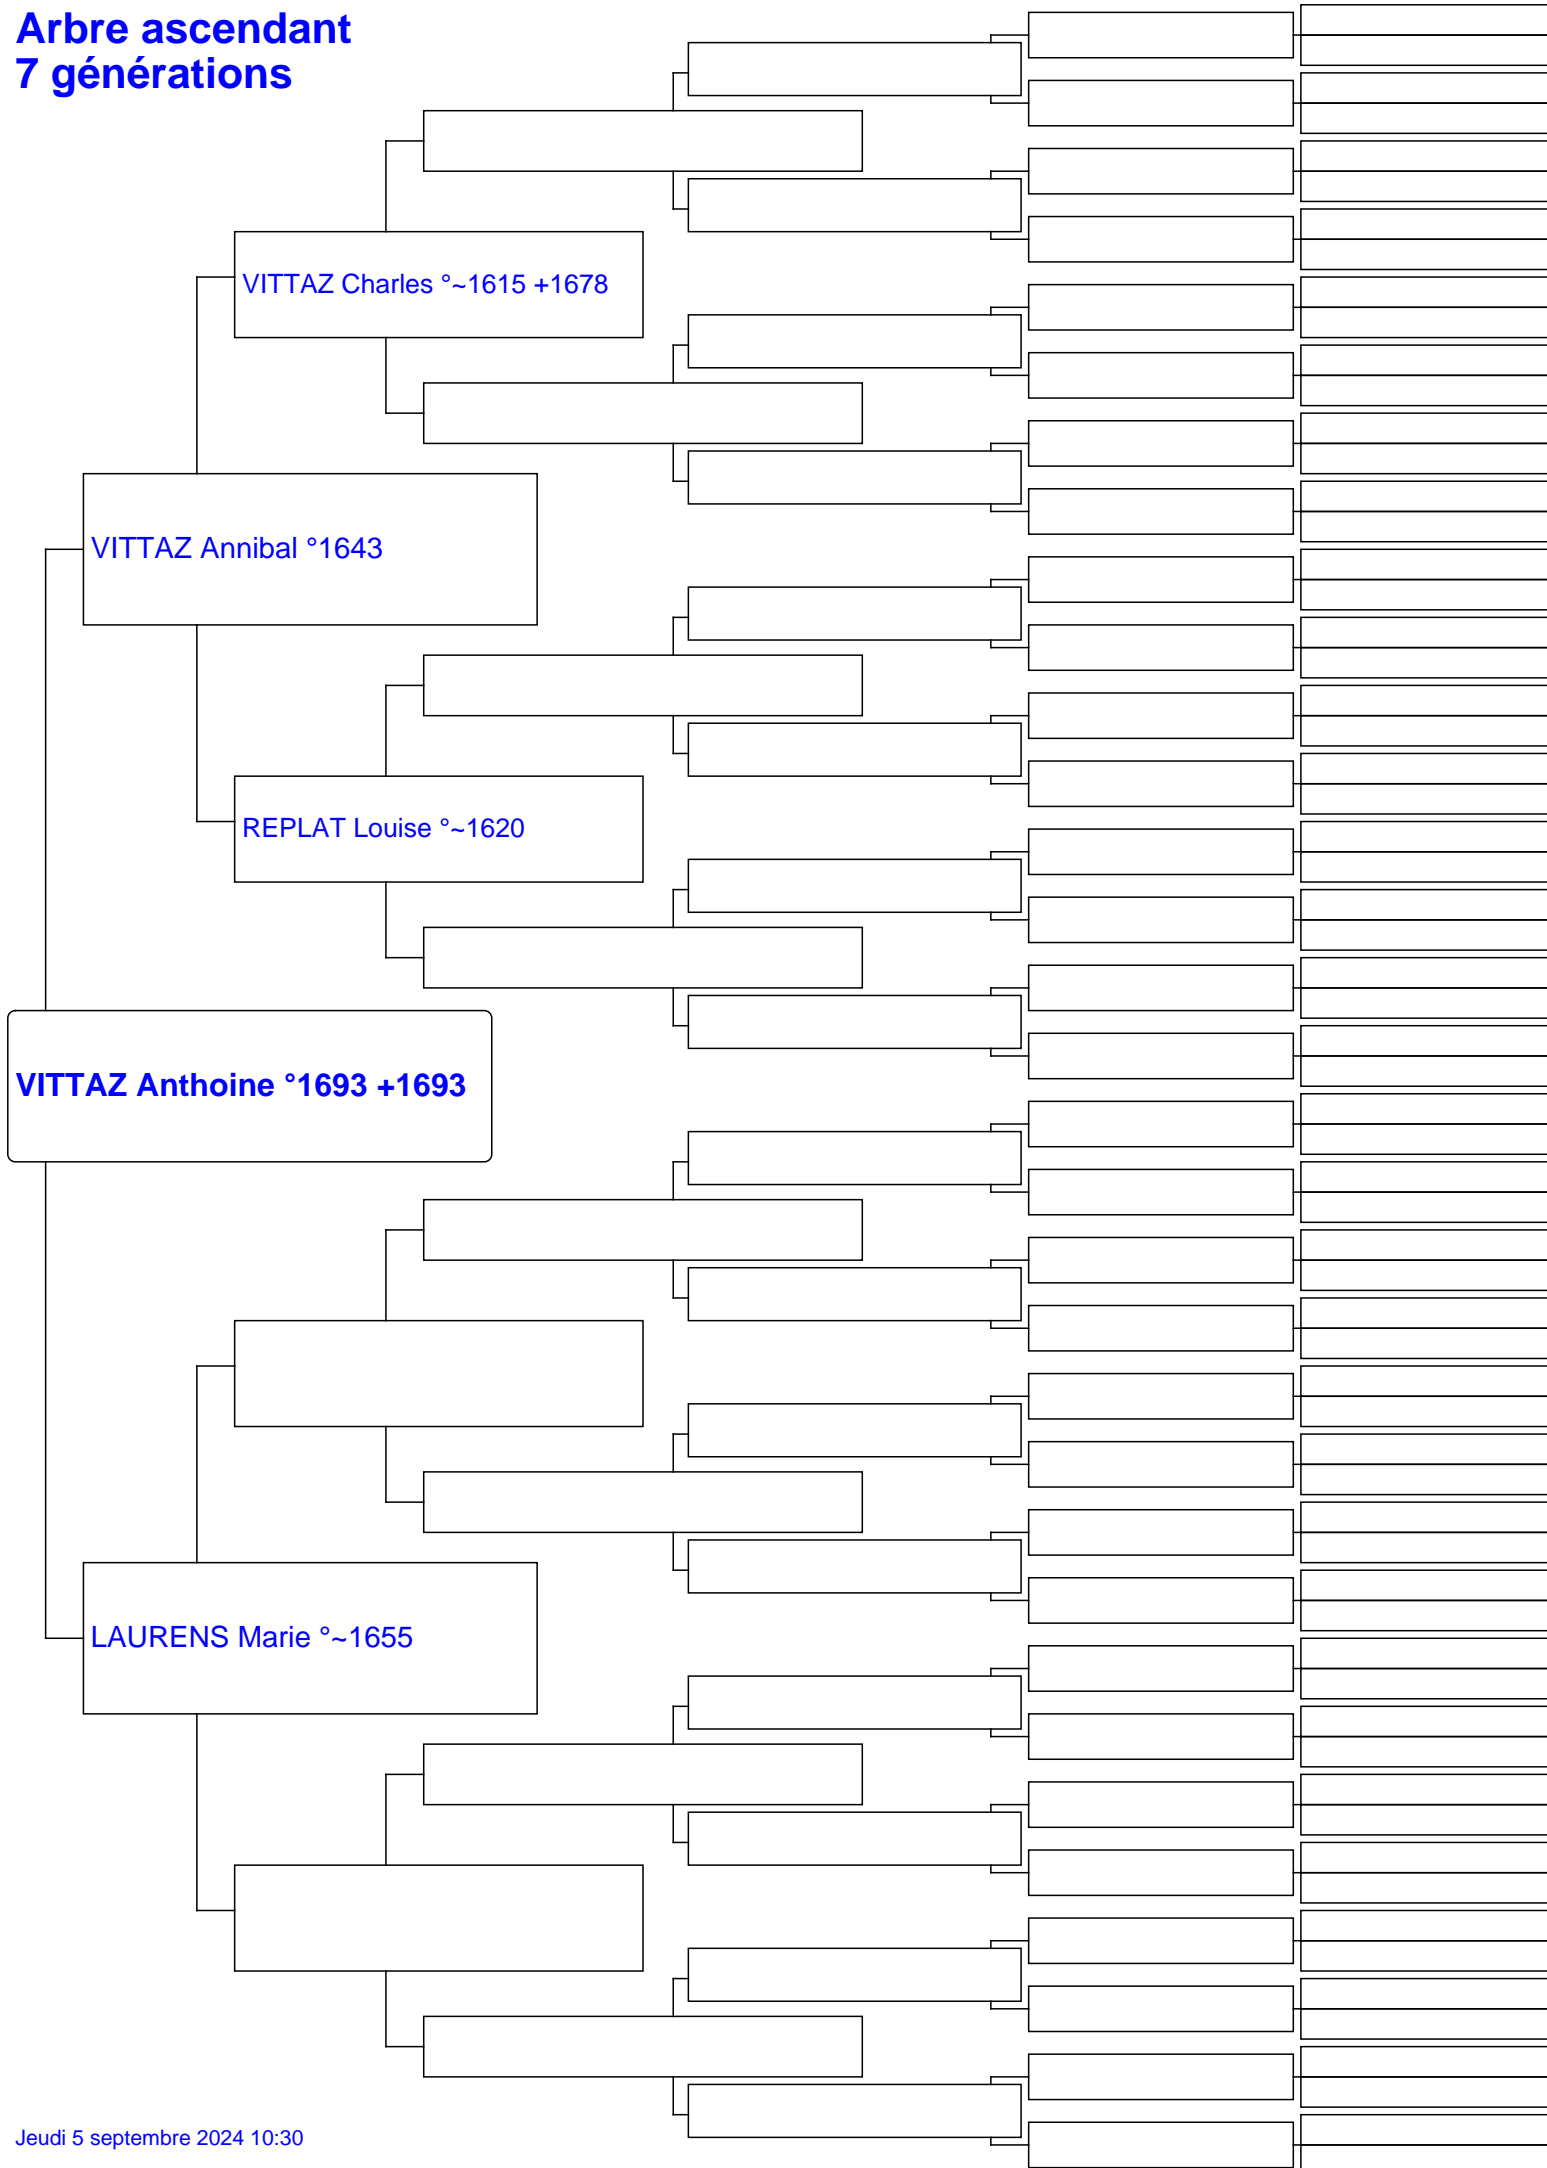 Arbre ascendant
7 générations
VITTAZ Charles °~1615 +1678
VITTAZ Annibal °1643
REPLAT Louise °~1620
VITTAZ Anthoine °1693 +1693
LAURENS Marie °~1655
Jeudi 5 septembre 2024 10:30